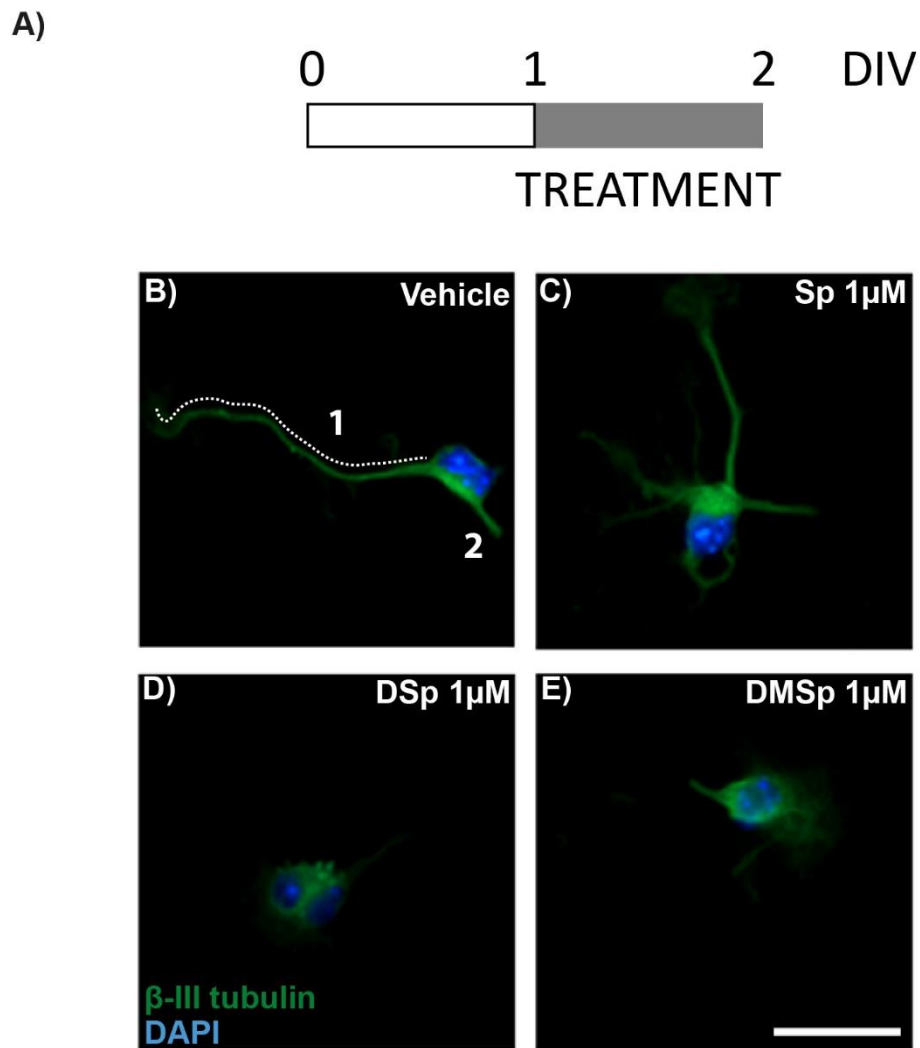 A)
0 1 2 DIV
TREATMENT
B) Vehicle
1
2
C) Sp 1µM
D) DSp 1µM
β-III tubulin
DAPI
E) DMSp 1µM